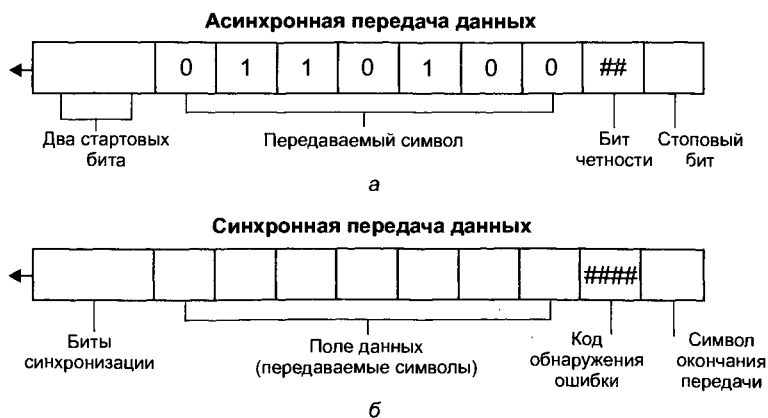 Асинхронная передача данных
0 1 1 0 1 0 0 ##
Два стартовых
бита
Передаваемый символ
Бит
четности
Стоповый
бит
а
Синхронная передача данных
####
Биты
синхронизации
Поле данных
(передаваемые символы)
Код
обнаружения
ошибки
Символ
окончания
передачи
б